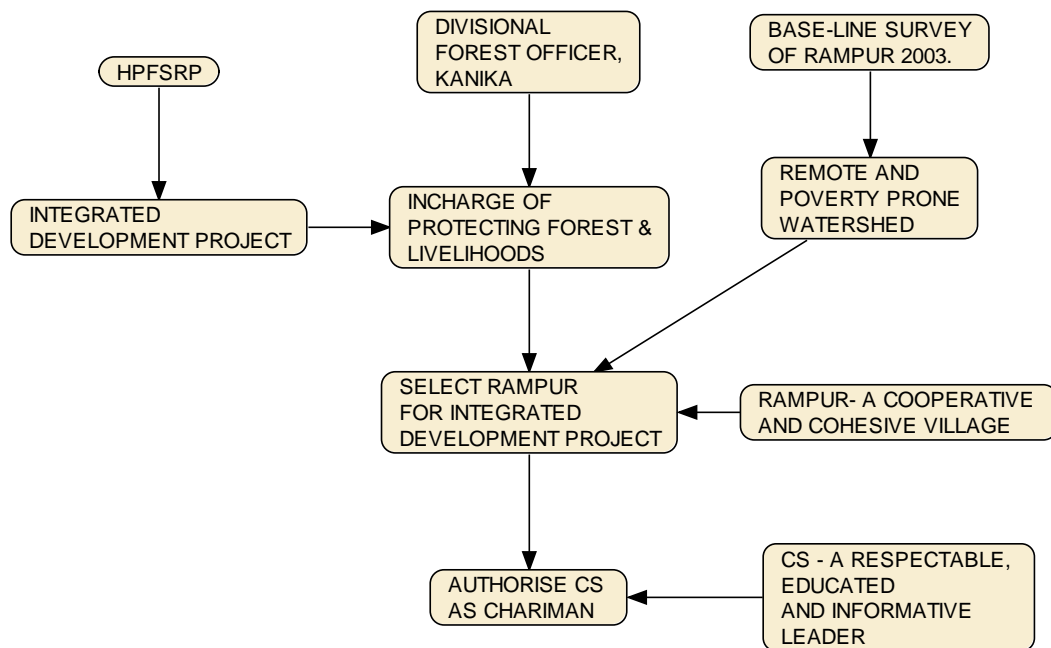 HPFSRP
DIVISIONAL
FOREST OFFICER,
KANIKA
BASE-LINE SURVEY
OF RAMPUR 2003.
INTEGRATED
DEVELOPMENT PROJECT
INCHARGE OF
PROTECTING FOREST &
LIVELIHOODS
REMOTE AND
POVERTY PRONE
WATERSHED
SELECT RAMPUR
FOR INTEGRATED
DEVELOPMENT PROJECT
RAMPUR- A COOPERATIVE
AND COHESIVE VILLAGE
AUTHORISE CS
AS CHARIMAN
CS - A RESPECTABLE,
EDUCATED
AND INFORMATIVE
LEADER